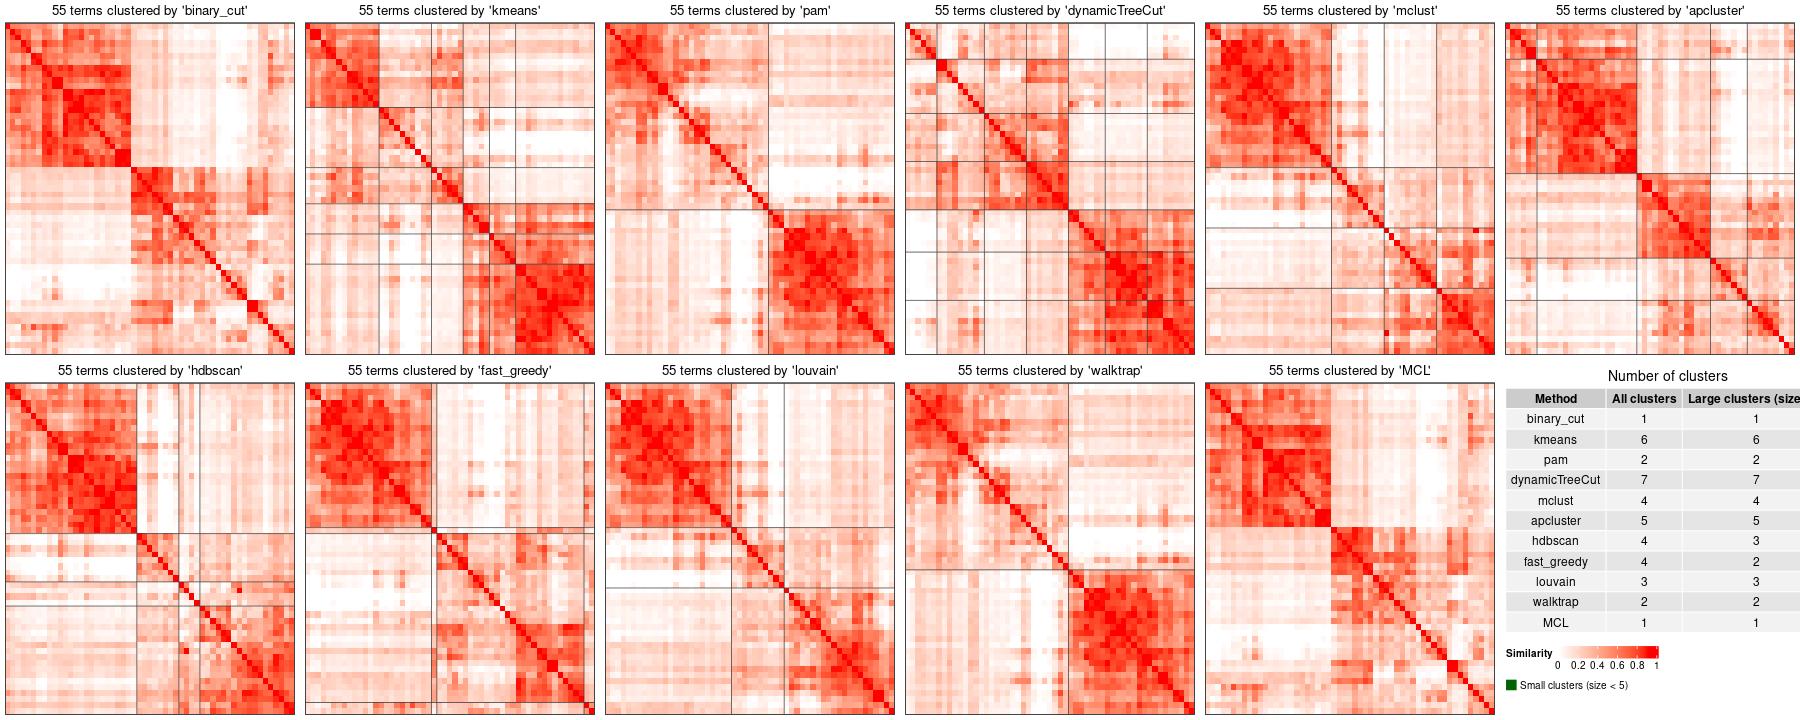 55 terms clustered by 'binary_cut'
55 terms clustered by 'kmeans'
55 terms clustered by 'pam'
55 terms clustered by 'dynamicTreeCut'
55 terms clustered by 'mclust'
55 terms clustered by 'apcluster'
55 terms clustered by 'hdbscan'
55 terms clustered by 'fast_greedy'
55 terms clustered by 'louvain'
55 terms clustered by 'walktrap'
55 terms clustered by 'MCL'
Number of clusters
Method All clusters Large clusters (size
binary_cut 1 1
kmeans 6 6
pam 2 2
dynamicTreeCut 7 7
mclust 4 4
apcluster 5 5
hdbscan 4 3
fast_greedy 4 2
louvain 3 3
walktrap 2 2
MCL 1 1
Similarity
0 0.2 0.4 0.6 0.8 1
Small clusters (size < 5)